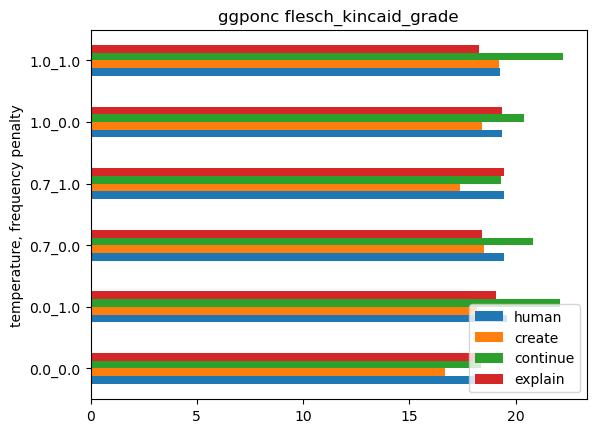 ggponc flesch_kincaid_grade
temperature, frequency penalty
1.0_1.0
1.0_0.0
0.7_1.0
0.7_0.0
0.0_1.0
0.0_0.0
human
create
continue
explain
0 5 10 15 20